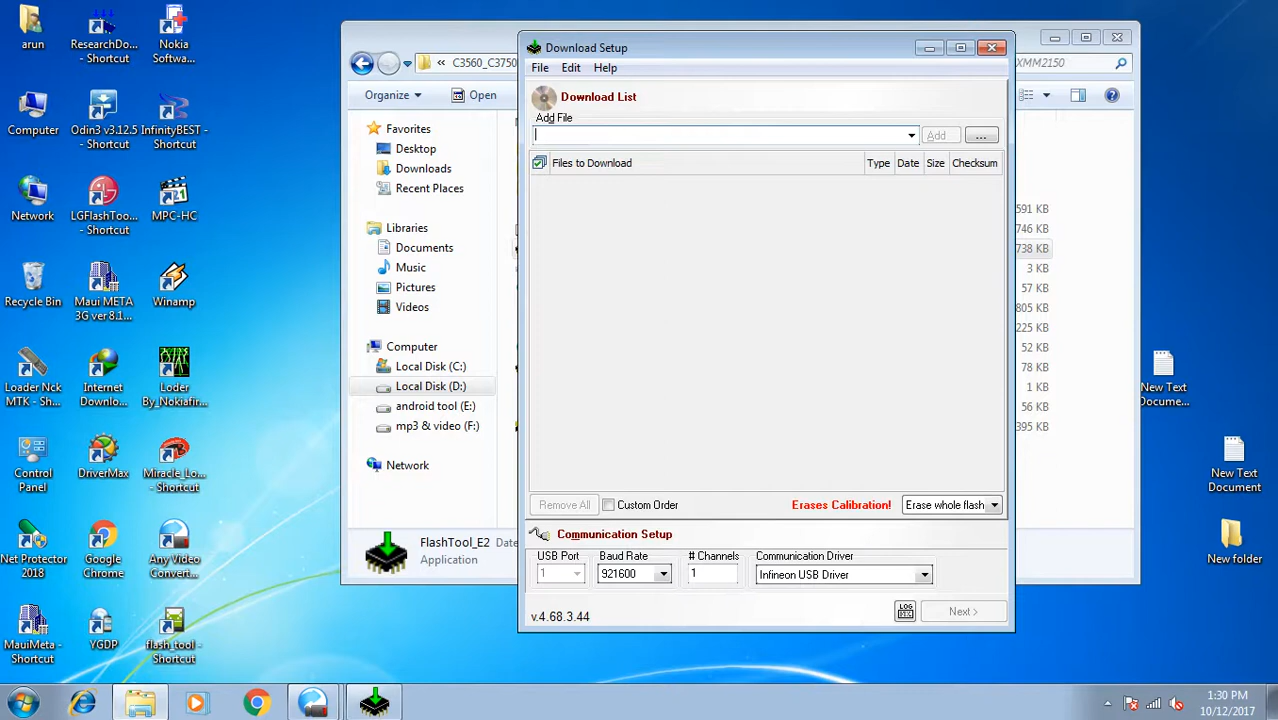 arun
ResearchDo...
- Shortcut
Nokia
Softwa...
Computer
Odin3 v3.12.5
- Shortcut
InfinityBEST -
Shortcut
Network
LGFlashToo...
- Shortcut
MPC-HC
Recycle Bin
Maui META
3G ver 8.1...
Winamp
Loader Nck
MTK - Sh...
Internet
Downlo...
Loder
By_Nokiafir...
Control
Panel
DriverMax
Miracle_Lo...
- Shortcut
Net Protector
2018
Google
Chrome
Any Video
Convert...
MauiMeta -
Shortcut
YGDP
flash_tool -
Shortcut
« C3560_C3750
XMM2150
Organize
Open
Favorites
Desktop
Downloads
Recent Places
Libraries
Documents
Music
Pictures
Videos
Computer
Local Disk (C:)
Local Disk (D:)
android tool (E:)
mp3 & video (F:)
Network
591 KB
746 KB
738 KB
3 KB
57 KB
805 KB
225 KB
52 KB
78 KB
1 KB
56 KB
395 KB
FlashTool_E2 Date
Application
Download Setup
File Edit Help
Download List
Add File
Add
...
Files to Download Type Date Size Checksum
Remove All Custom Order Erases Calibration! Erase whole flash
Communication Setup
USB Port Baud Rate # Channels Communication Driver
1 921600 1 Infineon USB Driver
v.4.68.3.44
LOG
Next >
New Text
Docume...
New Text
Document
New folder
1:30 PM
10/12/2017